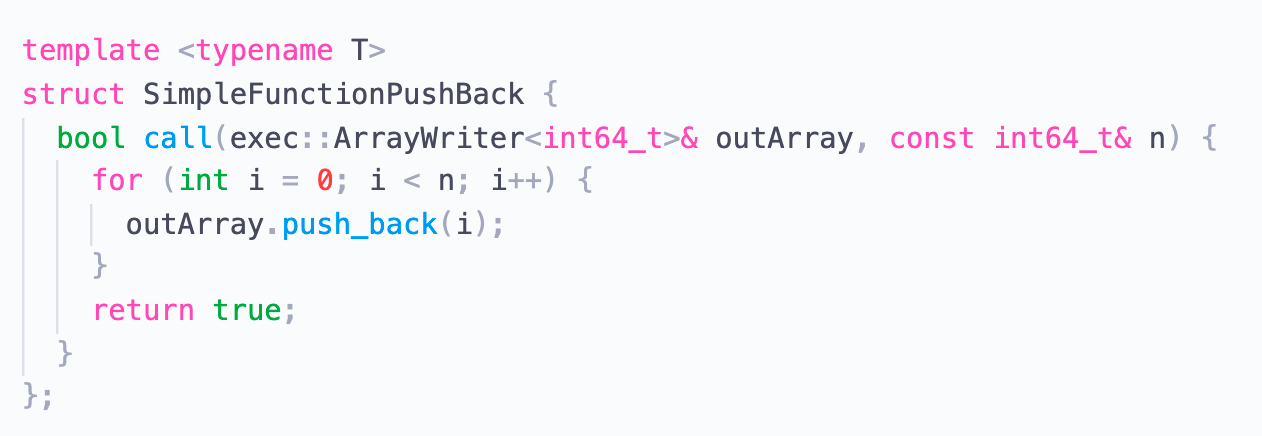 template <typename T>
struct SimpleFunctionPushBack {
  bool call(exec::ArrayWriter<int64_t>& outArray, const int64_t& n) {
    for (int i = 0; i < n; i++) {
      outArray.push_back(i);
    }
    return true;
  }
};